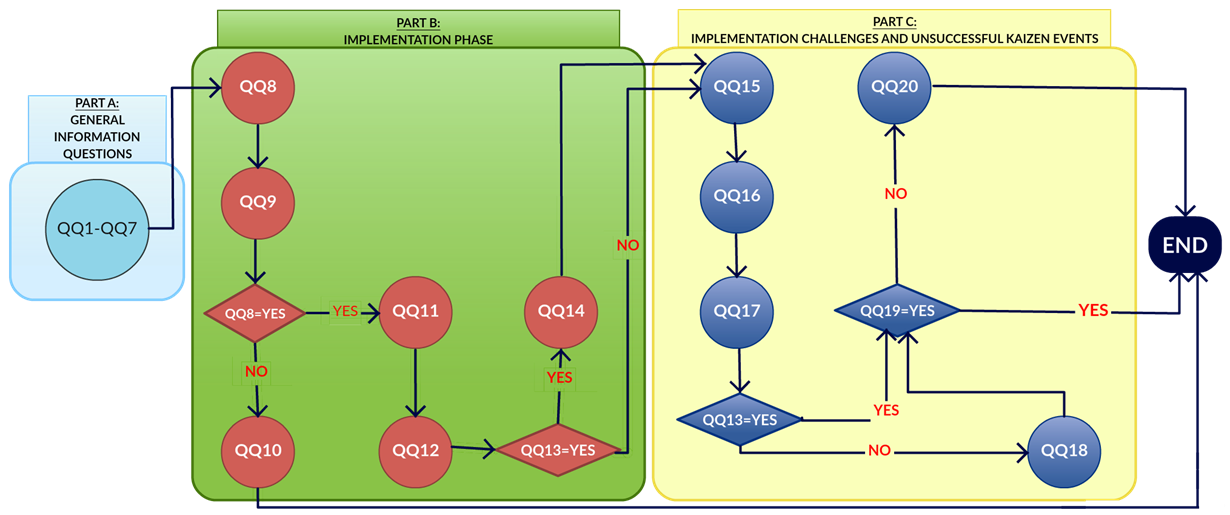 PART A:
GENERAL
INFORMATION
QUESTIONS
QQ1-QQ7
PART B:
IMPLEMENTATION PHASE
QQ8
QQ9
QQ8=YES
YES
NO
QQ10
QQ11
QQ12
QQ13=YES
YES
QQ14
NO
PART C:
IMPLEMENTATION CHALLENGES AND UNSUCCESSFUL KAIZEN EVENTS
QQ15
QQ16
QQ17
QQ13=YES
YES
NO
QQ18
QQ19=YES
NO
QQ20
YES
END